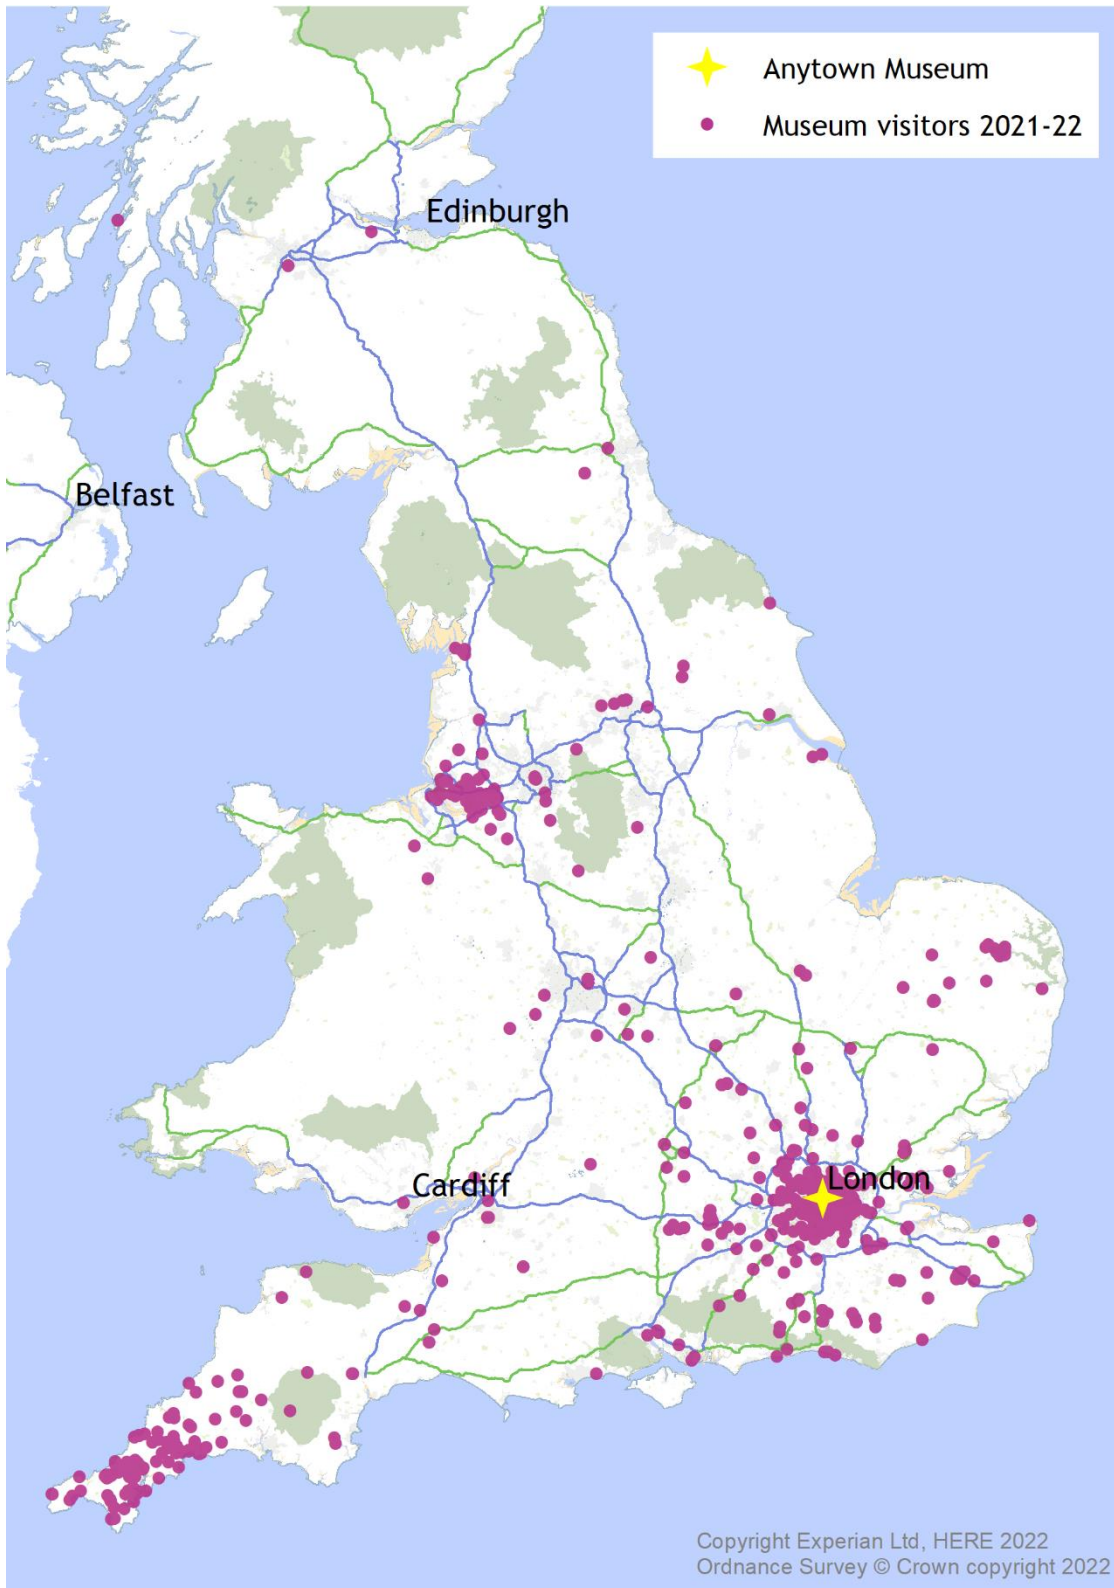 Anytown Museum
Museum visitors 2021-22
Edinburgh
Belfast
Cardiff
London
Copyright Experian Ltd, HERE 2022
Ordnance Survey © Crown copyright 2022